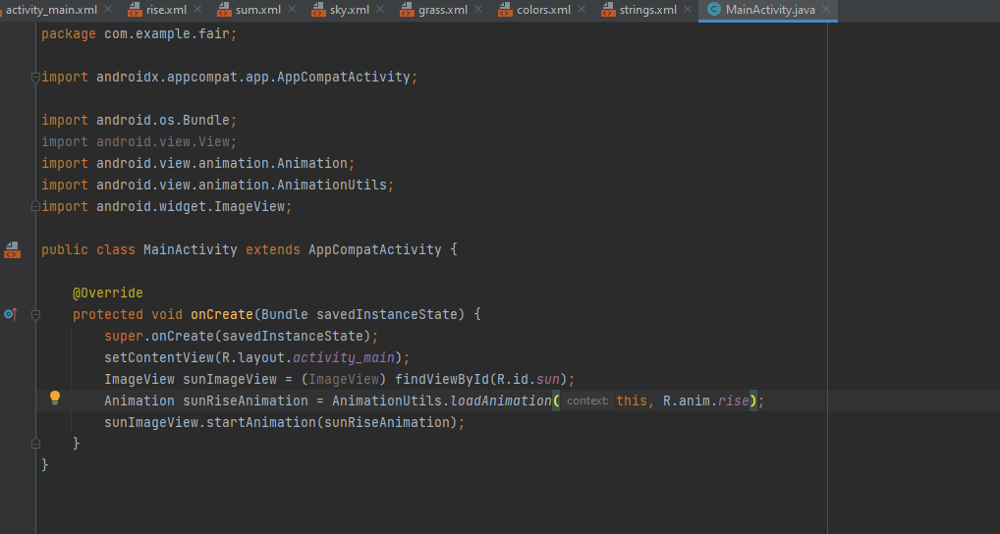 activity_main.xml rise.xml sum.xml sky.xml grass.xml colors.xml strings.xml MainActivity.java
package com.example.fair;
import androidx.appcompat.app.AppCompatActivity;
import android.os.Bundle;
import android.view.View;
import android.view.animation.Animation;
import android.view.animation.AnimationUtils;
import android.widget.ImageView;
public class MainActivity extends AppCompatActivity {
@Override
protected void onCreate(Bundle savedInstanceState) {
super.onCreate(savedInstanceState);
setContentView(R.layout.activity_main);
ImageView sunImageView = (ImageView) findViewById(R.id.sun);
Animation sunRiseAnimation = AnimationUtils.loadAnimation( context: this, R.anim.rise);
sunImageView.startAnimation(sunRiseAnimation);
}
}